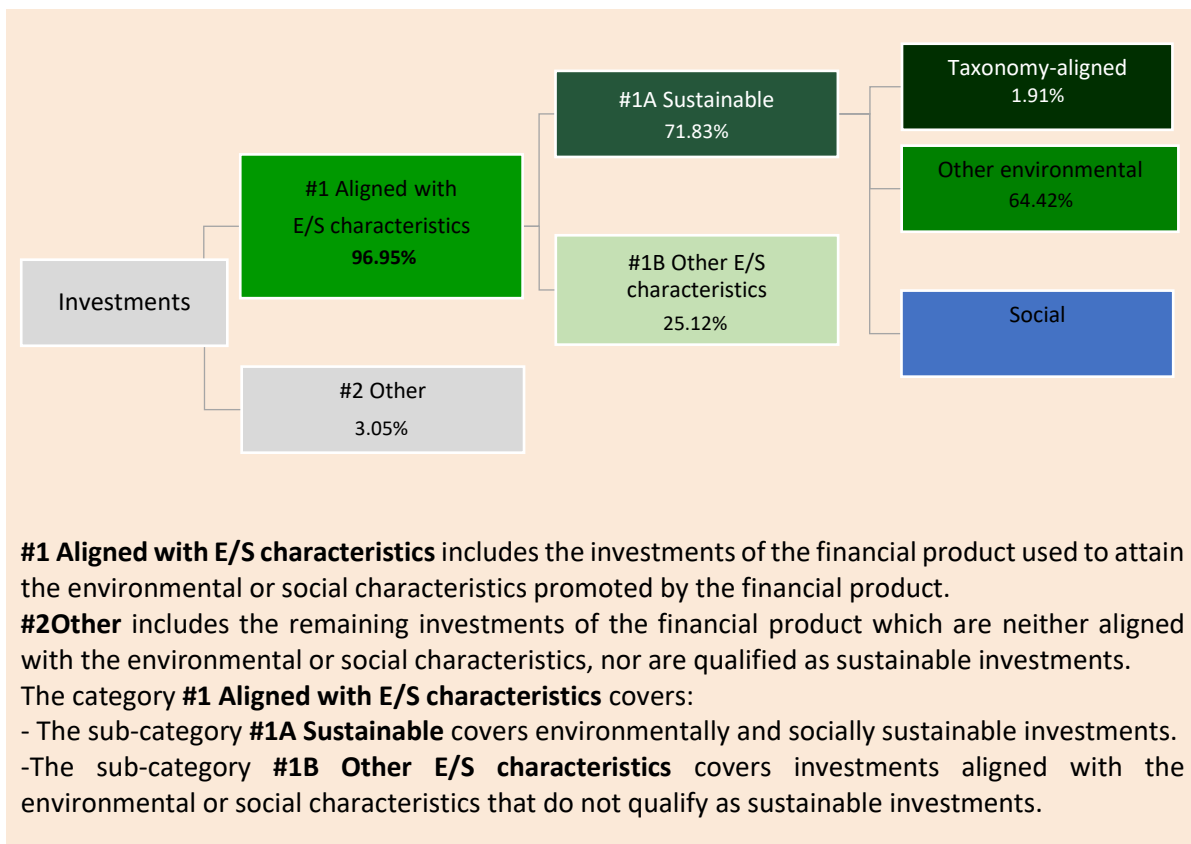 Investments
#1 Aligned with
E/S characteristics
96.95%
#2 Other
3.05%
#1A Sustainable
71.83%
#1B Other E/S
characteristics
25.12%
Taxonomy-aligned
1.91%
Other environmental
64.42%
Social
#1 Aligned with E/S characteristics includes the investments of the financial product used to attain
the environmental or social characteristics promoted by the financial product.
#2Other includes the remaining investments of the financial product which are neither aligned
with the environmental or social characteristics, nor are qualified as sustainable investments.
The category #1 Aligned with E/S characteristics covers:
- The sub-category #1A Sustainable covers environmentally and socially sustainable investments.
-The sub-category #1B Other E/S characteristics covers investments aligned with the
environmental or social characteristics that do not qualify as sustainable investments.